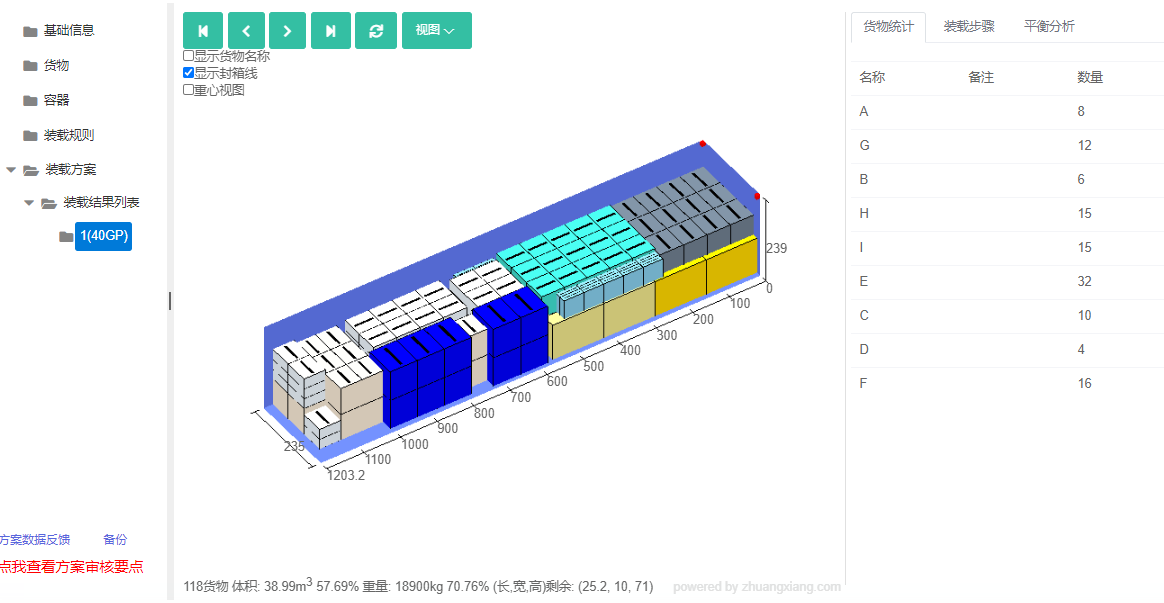 基础信息
货物
容器
装载规则
装载方案
装载结果列表
1(40GP)
方案数据反馈 备份
点我查看方案审核要点
视图
显示货物名称
显示封箱线
重心视图
239
0
100
200
300
400
500
600
700
800
900
1000
1100
1203.2
235
118货物 体积: 38.99m3 57.69% 重量: 18900kg 70.76% (长,宽,高)剩余: (25.2, 10, 71)
powered by zhuangxiang.com
货物统计 装载步骤 平衡分析
名称 备注 数量
A 8
G 12
B 6
H 15
I 15
E 32
C 10
D 4
F 16